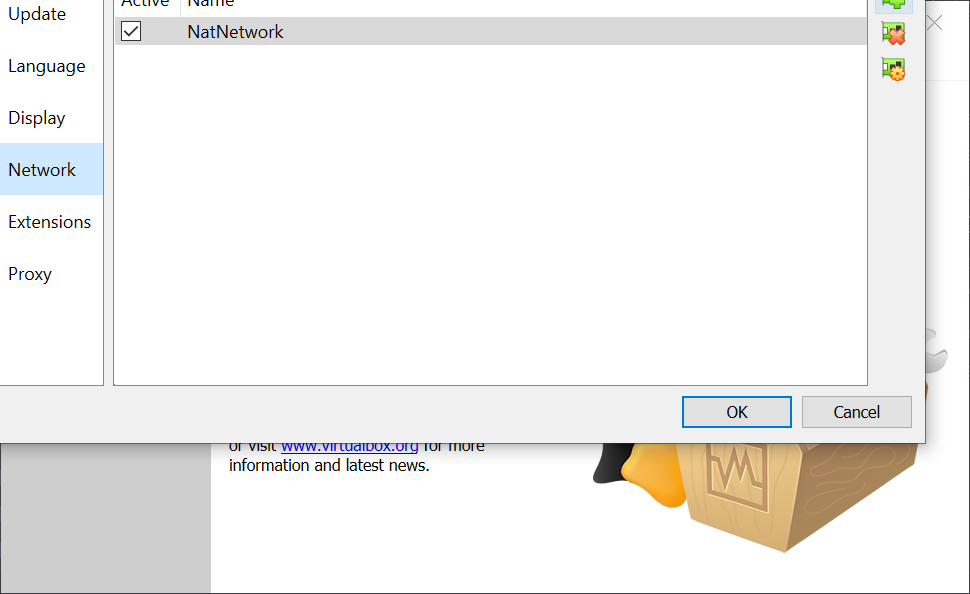 Active Name
Update
NatNetwork
Language
Display
Network
Extensions
Proxy
OK Cancel
or visit www.virtualbox.org for more
information and latest news.